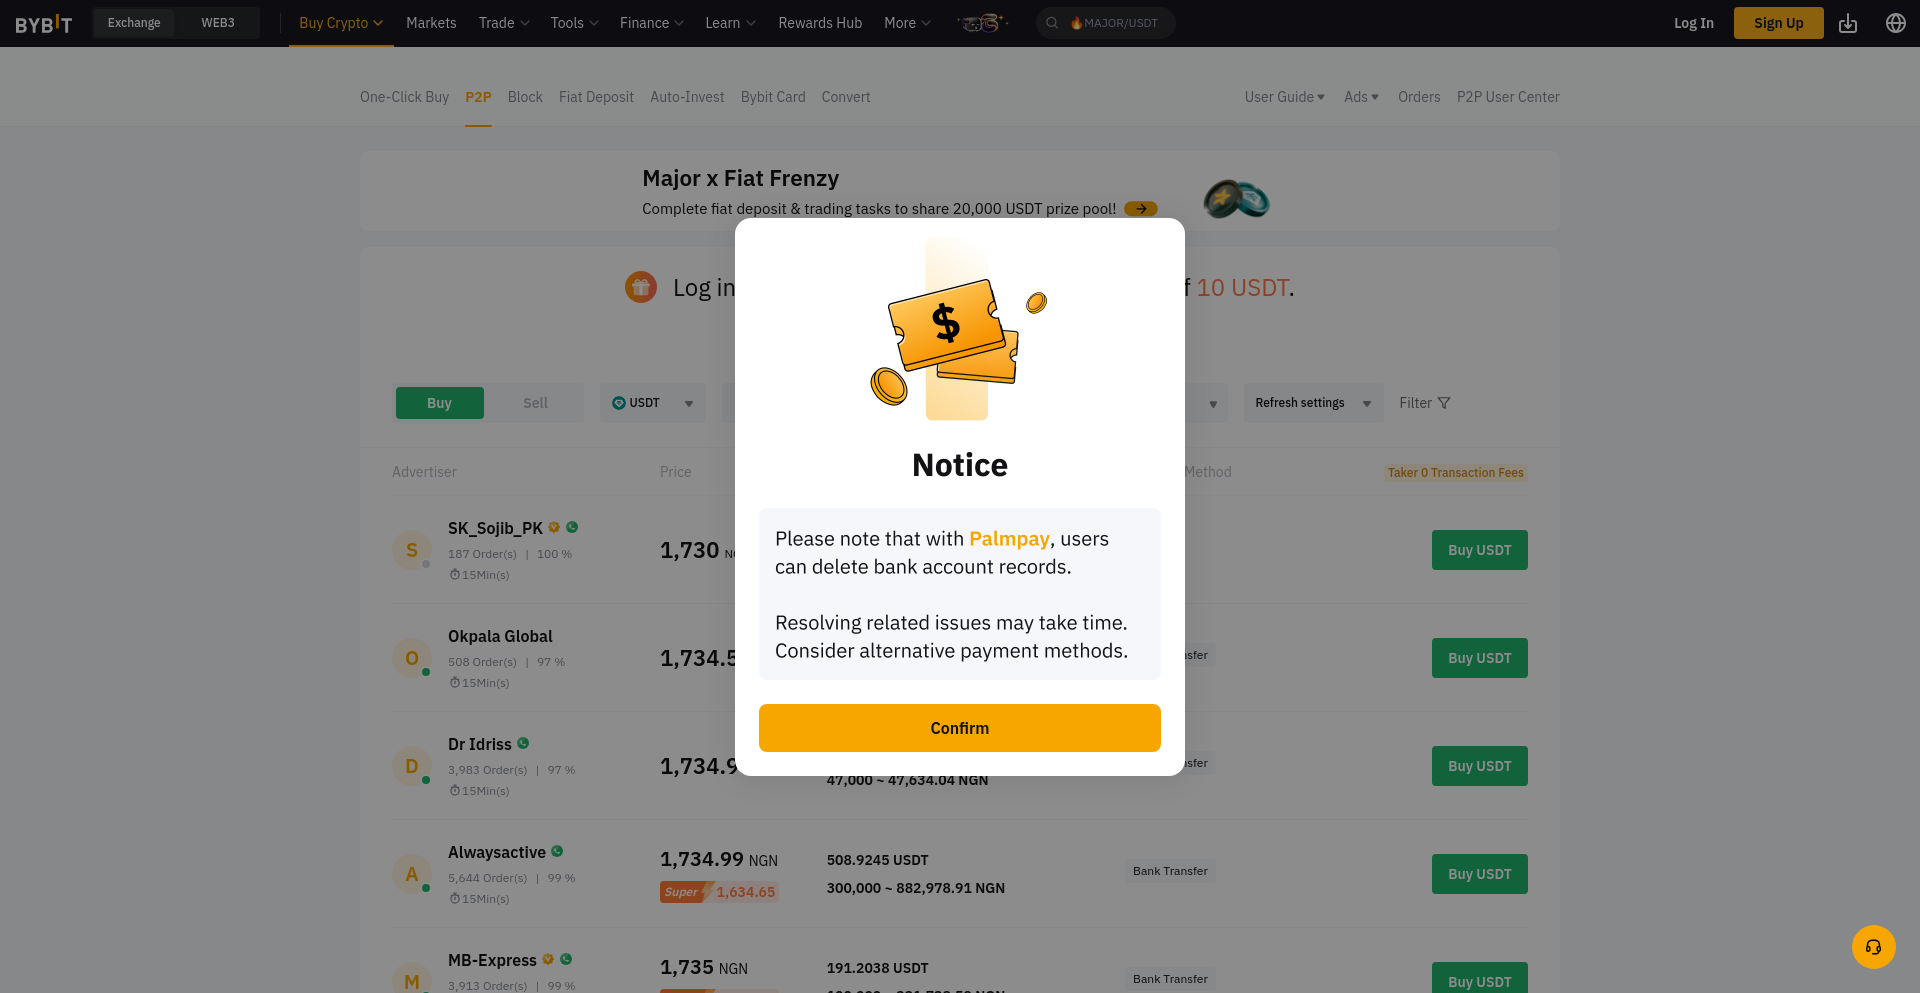 BYBIT Exchange WEB3 Buy Crypto Markets Trade Tools Finance Learn Rewards Hub More MAJOR/USDT Log In Sign Up
One-Click Buy P2P Block Fiat Deposit Auto-Invest Bybit Card Convert User Guide Ads Orders P2P User Center
Major x Fiat Frenzy
Complete fiat deposit & trading tasks to share 20,000 USDT prize pool!
Log in 10 USDT.
Buy Sell USDT Refresh settings Filter
Advertiser Price Method Taker 0 Transaction Fees
S SK_Sojib_PK
187 Order(s) | 100 %
15Min(s)
1,730
Buy USDT
O Okpala Global
508 Order(s) | 97 %
15Min(s)
1,734.5
Buy USDT
D Dr Idriss
3,983 Order(s) | 97 %
15Min(s)
1,734.9
47,000 ~ 47,634.04 NGN
Buy USDT
A Alwaysactive
5,644 Order(s) | 99 %
15Min(s)
1,734.99 NGN
Super 1,634.65
508.9245 USDT
300,000 ~ 882,978.91 NGN
Bank Transfer
Buy USDT
M MB-Express
3,913 Order(s) | 99 %
1,735 NGN
191.2038 USDT
Bank Transfer
Buy USDT
$
Notice
Please note that with Palmpay, users
can delete bank account records.
Resolving related issues may take time.
Consider alternative payment methods.
Confirm